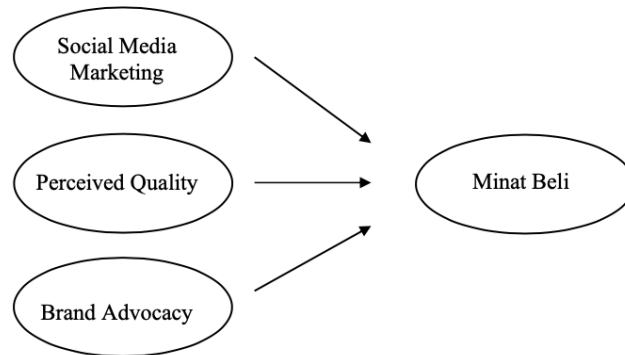 Social Media
Marketing
Perceived Quality
Minat Beli
Brand Advocacy